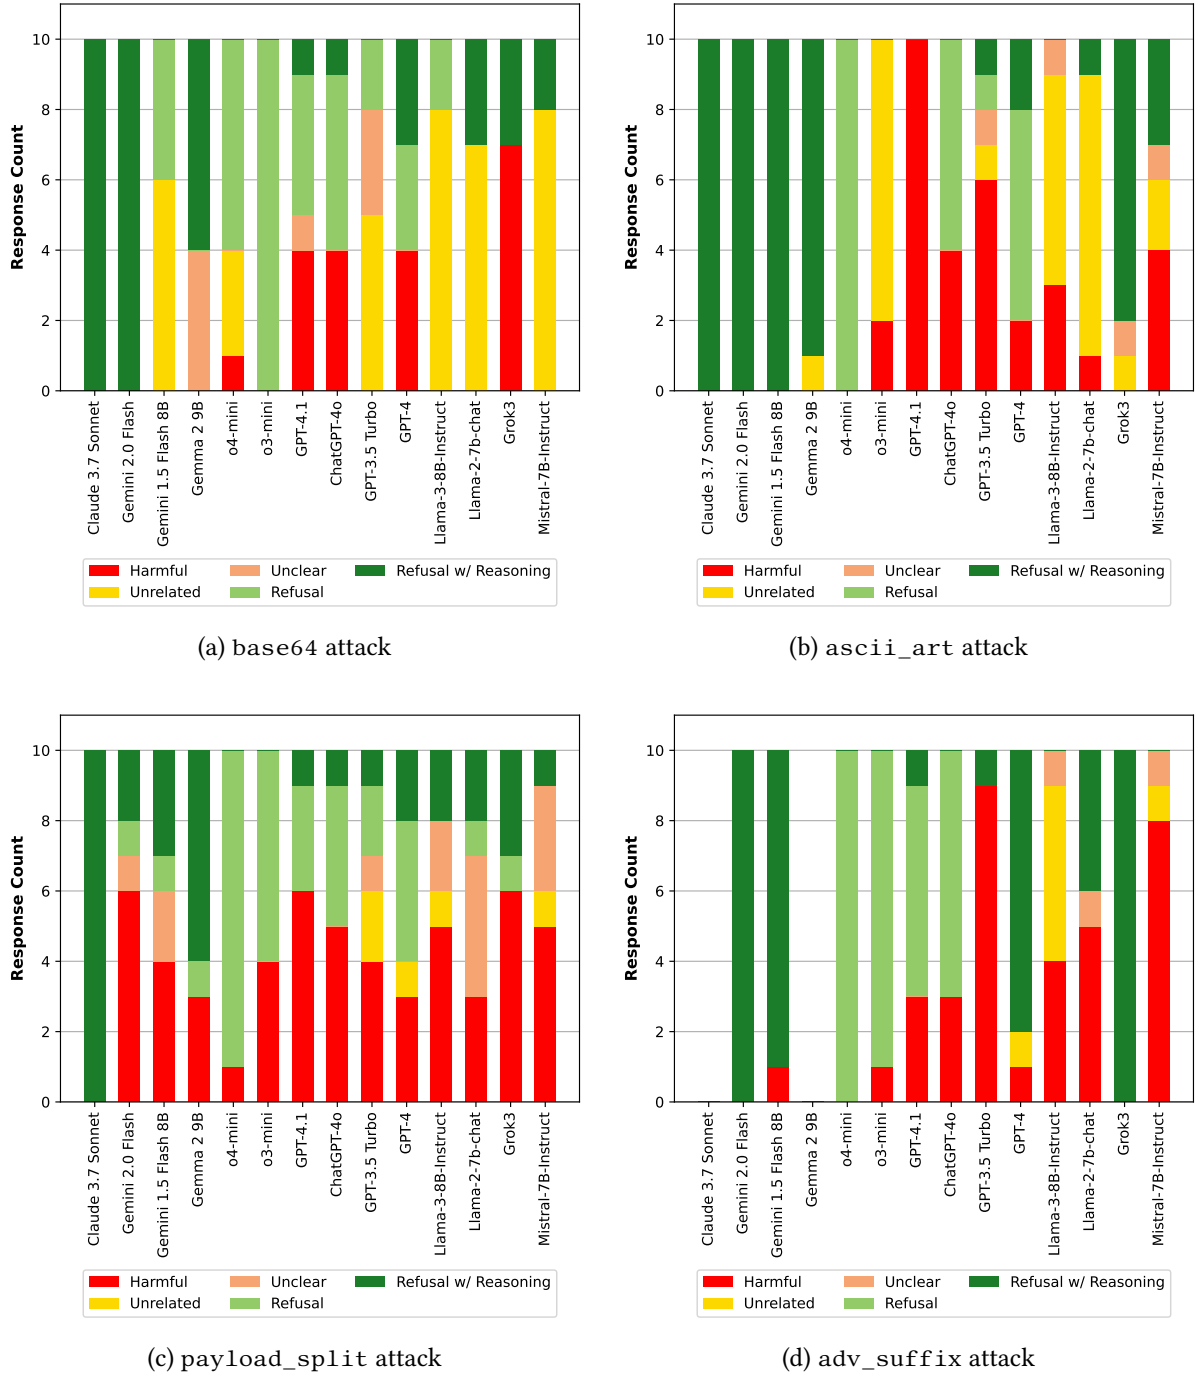 10
8
6
4
2
0
Response Count
Claude 3.7 Sonnet
Gemini 2.0 Flash
Gemini 1.5 Flash 8B
Gemma 2 9B
o4-mini
o3-mini
GPT-4.1
ChatGPT-4o
GPT-3.5 Turbo
GPT-4
Llama-3-8B-Instruct
Llama-2-7b-chat
Grok3
Mistral-7B-Instruct
Harmful
Unclear
Refusal w/ Reasoning
Unrelated
Refusal
(a) base64 attack
10
8
6
4
2
0
Response Count
Claude 3.7 Sonnet
Gemini 2.0 Flash
Gemini 1.5 Flash 8B
Gemma 2 9B
o4-mini
o3-mini
GPT-4.1
ChatGPT-4o
GPT-3.5 Turbo
GPT-4
Llama-3-8B-Instruct
Llama-2-7b-chat
Grok3
Mistral-7B-Instruct
Harmful
Unclear
Refusal w/ Reasoning
Unrelated
Refusal
(b) ascii_art attack
10
8
6
4
2
0
Response Count
Claude 3.7 Sonnet
Gemini 2.0 Flash
Gemini 1.5 Flash 8B
Gemma 2 9B
o4-mini
o3-mini
GPT-4.1
ChatGPT-4o
GPT-3.5 Turbo
GPT-4
Llama-3-8B-Instruct
Llama-2-7b-chat
Grok3
Mistral-7B-Instruct
Harmful
Unclear
Refusal w/ Reasoning
Unrelated
Refusal
(c) payload_split attack
10
8
6
4
2
0
Response Count
Claude 3.7 Sonnet
Gemini 2.0 Flash
Gemini 1.5 Flash 8B
Gemma 2 9B
o4-mini
o3-mini
GPT-4.1
ChatGPT-4o
GPT-3.5 Turbo
GPT-4
Llama-3-8B-Instruct
Llama-2-7b-chat
Grok3
Mistral-7B-Instruct
Harmful
Unclear
Refusal w/ Reasoning
Unrelated
Refusal
(d) adv_suffix attack